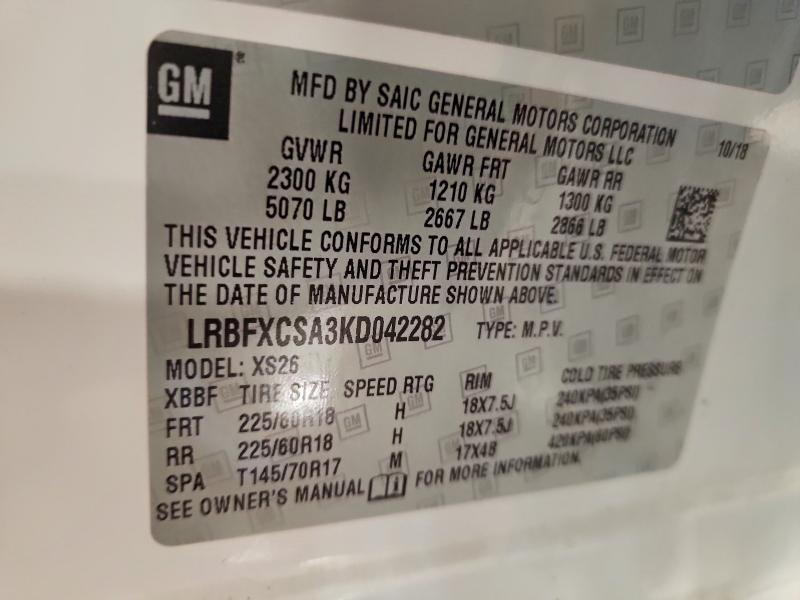 GM ®
MFD BY SAIC GENERAL MOTORS CORPORATION
LIMITED FOR GENERAL MOTORS LLC
10/18
GVWR GAWR FRT GAWR RR
2300 KG 1210 KG 1300 KG
5070 LB 2667 LB 2866 LB
THIS VEHICLE CONFORMS TO ALL APPLICABLE U.S. FEDERAL MOTOR
VEHICLE SAFETY AND THEFT PREVENTION STANDARDS IN EFFECT ON
THE DATE OF MANUFACTURE SHOWN ABOVE.
LRBFXCSA3KD042282 TYPE: M.P.V.
MODEL: XS26
XBBF TIRE SIZE SPEED RTG RIM COLD TIRE PRESSURE
FRT 225/60R18 H 18X7.5J 240KPA(35PSI)
RR 225/60R18 H 18X7.5J 240KPA(35PSI)
SPA T145/70R17 M 17X4B 420KPA(60PSI)
SEE OWNER'S MANUAL FOR MORE INFORMATION.